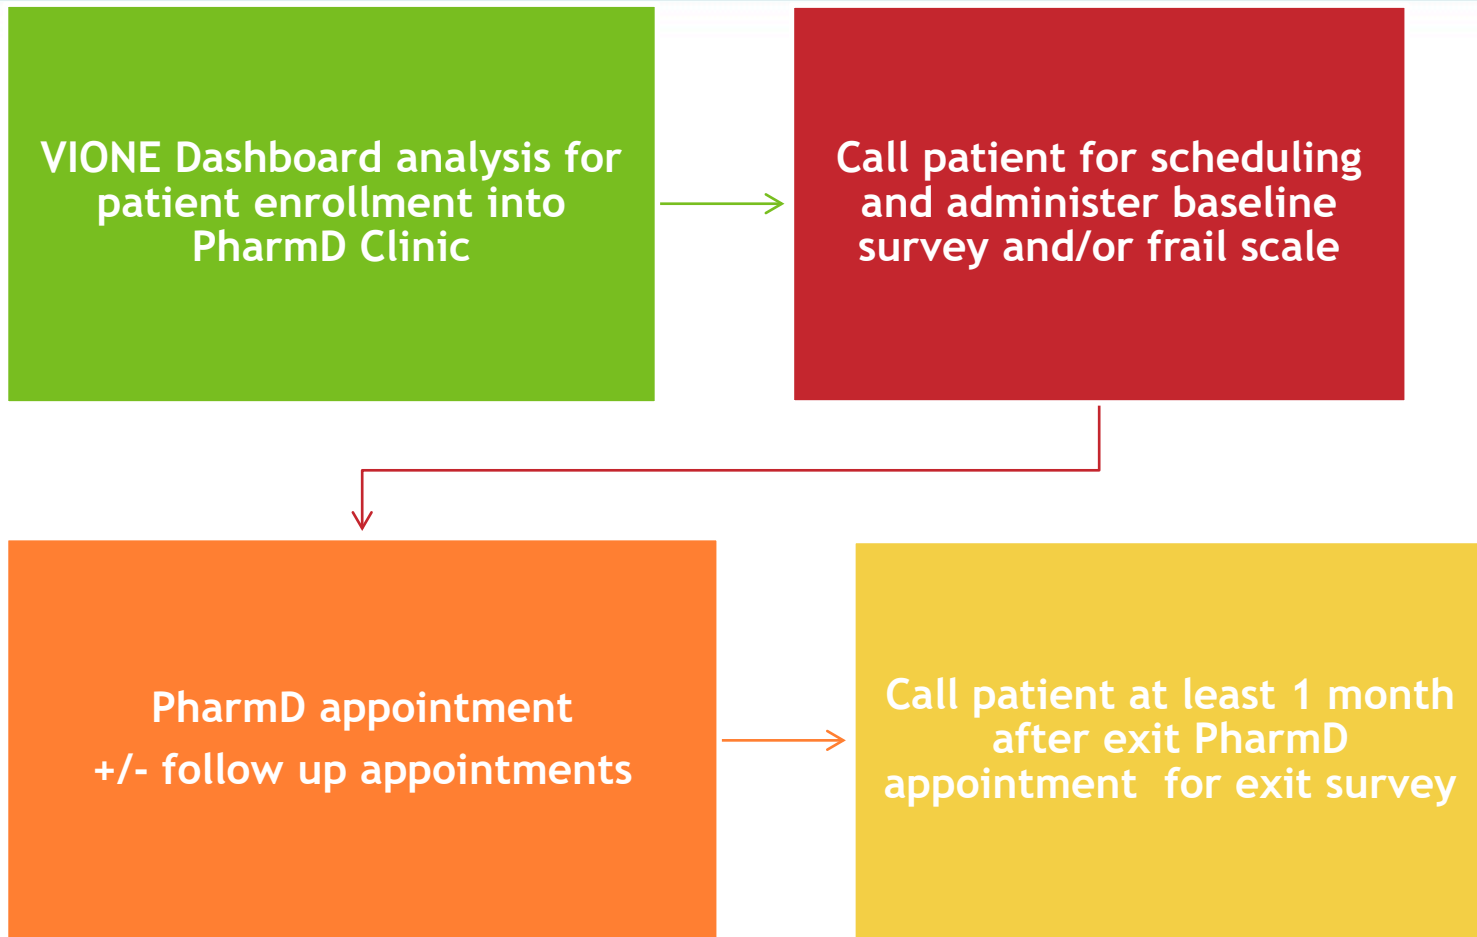 VIONE Dashboard analysis for
patient enrollment into
PharmD Clinic
Call patient for scheduling
and administer baseline
survey and/or frail scale
PharmD appointment
+/- follow up appointments
Call patient at least 1 month
after exit PharmD
appointment  for exit survey